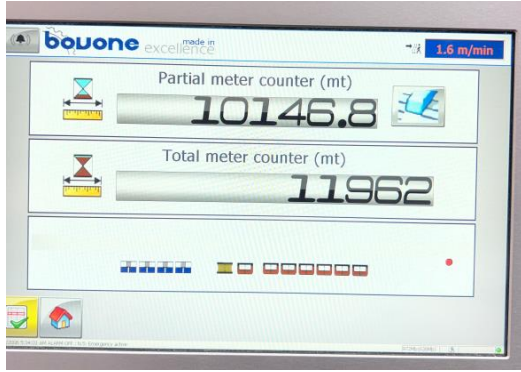 bovone made in
excellence
1.6 m/min
Partial meter counter (mt)
10146.8
Total meter counter (mt)
11962